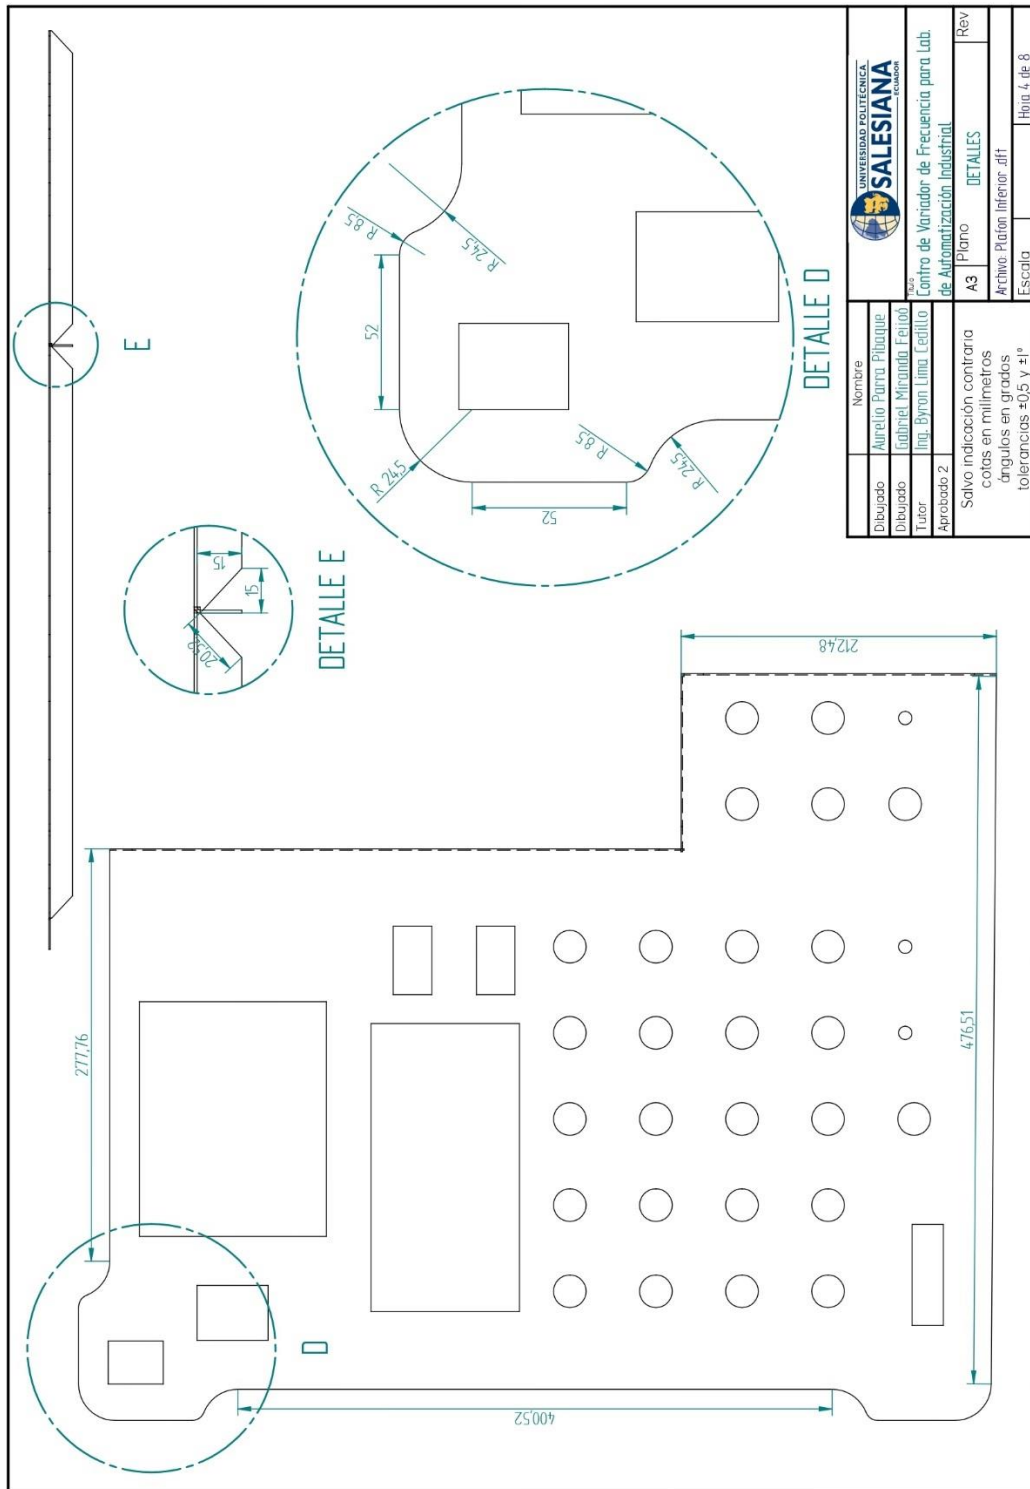 E
DETALLE E
15
15
20,52
DETALLE D
52
52
R 8,5
R 24,5
R 24,5
R 8,5
R 24,5
D
277,76
400,52
476,51
212,48
Nombre
Dibujado
Aurelio Parra Pibaque
Dibujado
Gabriel Miranda Feijoó
Tutor
Ing. Byron Lima Cedillo
Aprobado 2
Salvo indicación contraria
cotas en milímetros
ángulos en grados
tolerancias ±0,5 y ±1º
UNIVERSIDAD POLITÉCNICA
SALESIANA
ECUADOR
Título
Contro de Variador de Frecuencia para Lab.
de Automatización Industrial
A3
Plano
DETALLES
Rev
Archivo: Plafon Inferior .dft
Escala
Hoja 4 de 8